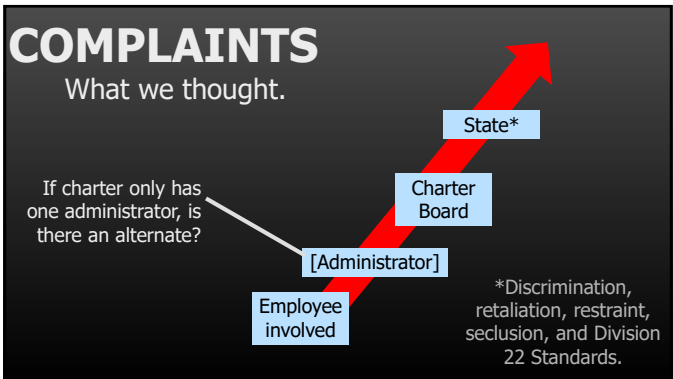 COMPLAINTS
What we thought.
State*
Charter
Board
If charter only has
one administrator, is
there an alternate?
[Administrator]
Employee
involved
*Discrimination,
retaliation, restraint,
seclusion, and Division
22 Standards.